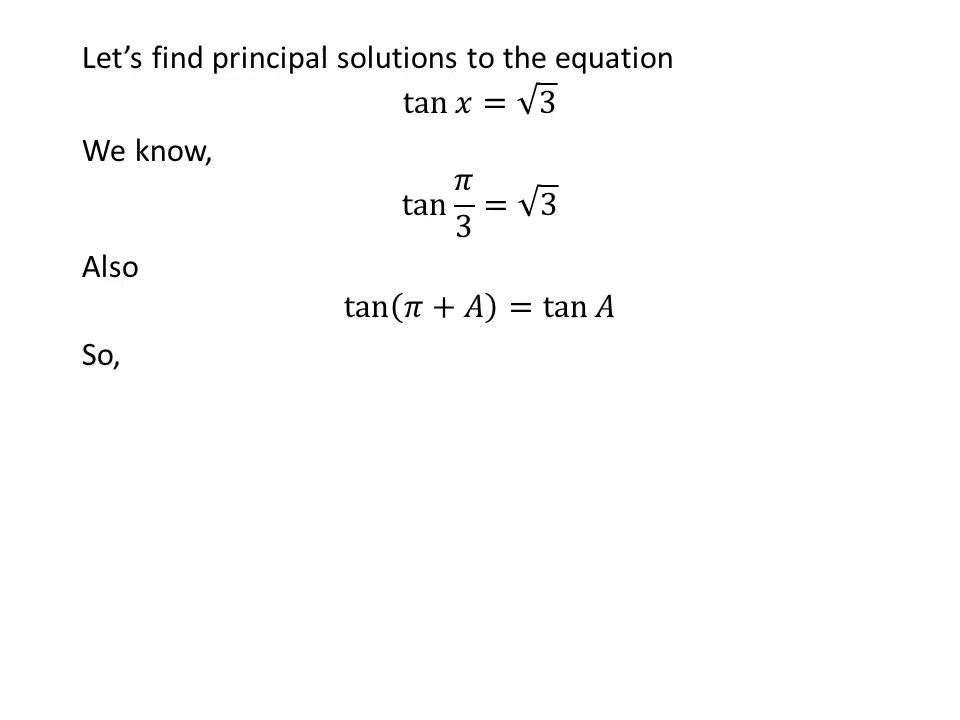 Let’s find principal solutions to the equation
tan 𝑥 = √3
We know,
tan 𝜋/3 = √3
Also
tan(𝜋 + 𝐴) = tan 𝐴
So,